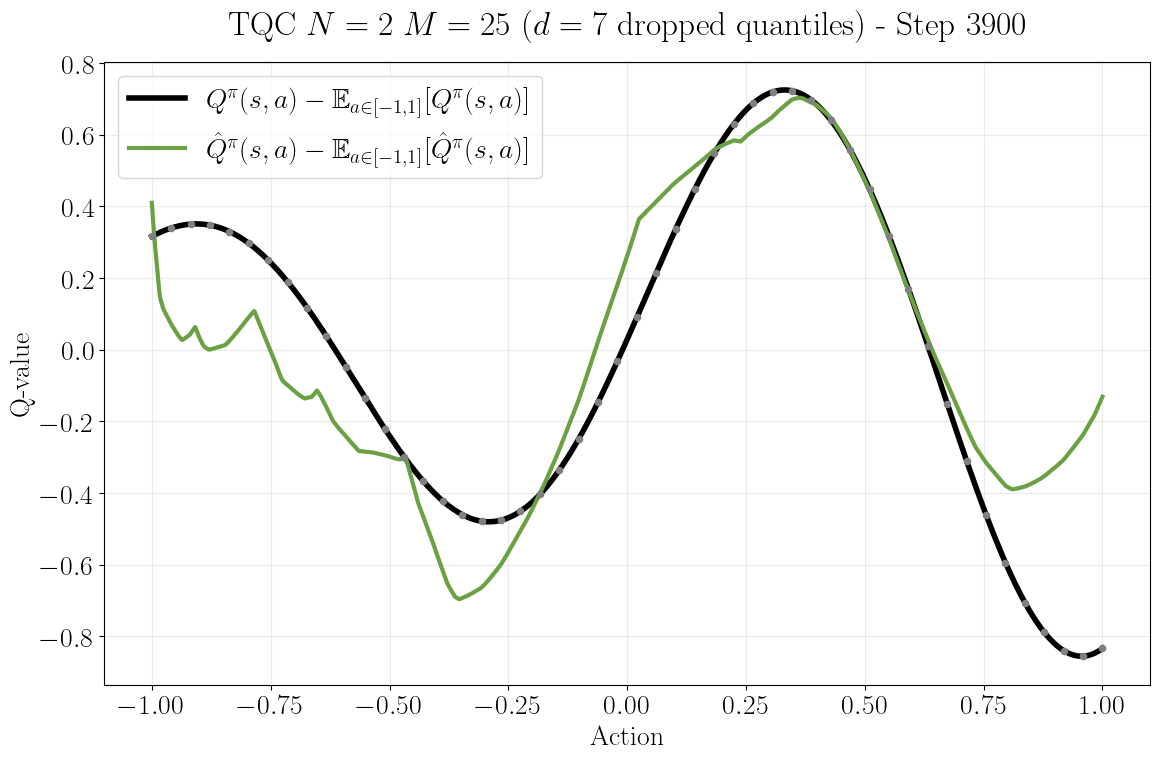 TQC N = 2 M = 25 (d = 7 dropped quantiles) - Step 3900
Q^π(s, a) − 𝔼_{a∈[−1,1]}[Q^π(s, a)]
Q̂^π(s, a) − 𝔼_{a∈[−1,1]}[Q̂^π(s, a)]
Q-value
0.8
0.6
0.4
0.2
0.0
−0.2
−0.4
−0.6
−0.8
−1.00 −0.75 −0.50 −0.25 0.00 0.25 0.50 0.75 1.00
Action